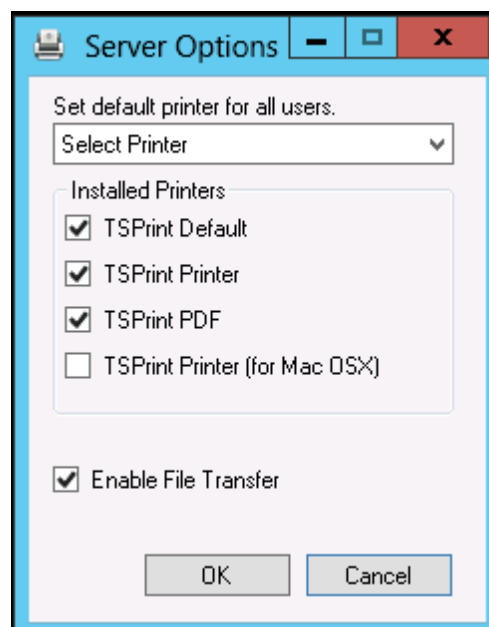 Server Options
Set default printer for all users.
Select Printer
Installed Printers
TSPrint Default
TSPrint Printer
TSPrint PDF
TSPrint Printer (for Mac OSX)
Enable File Transfer
OK Cancel